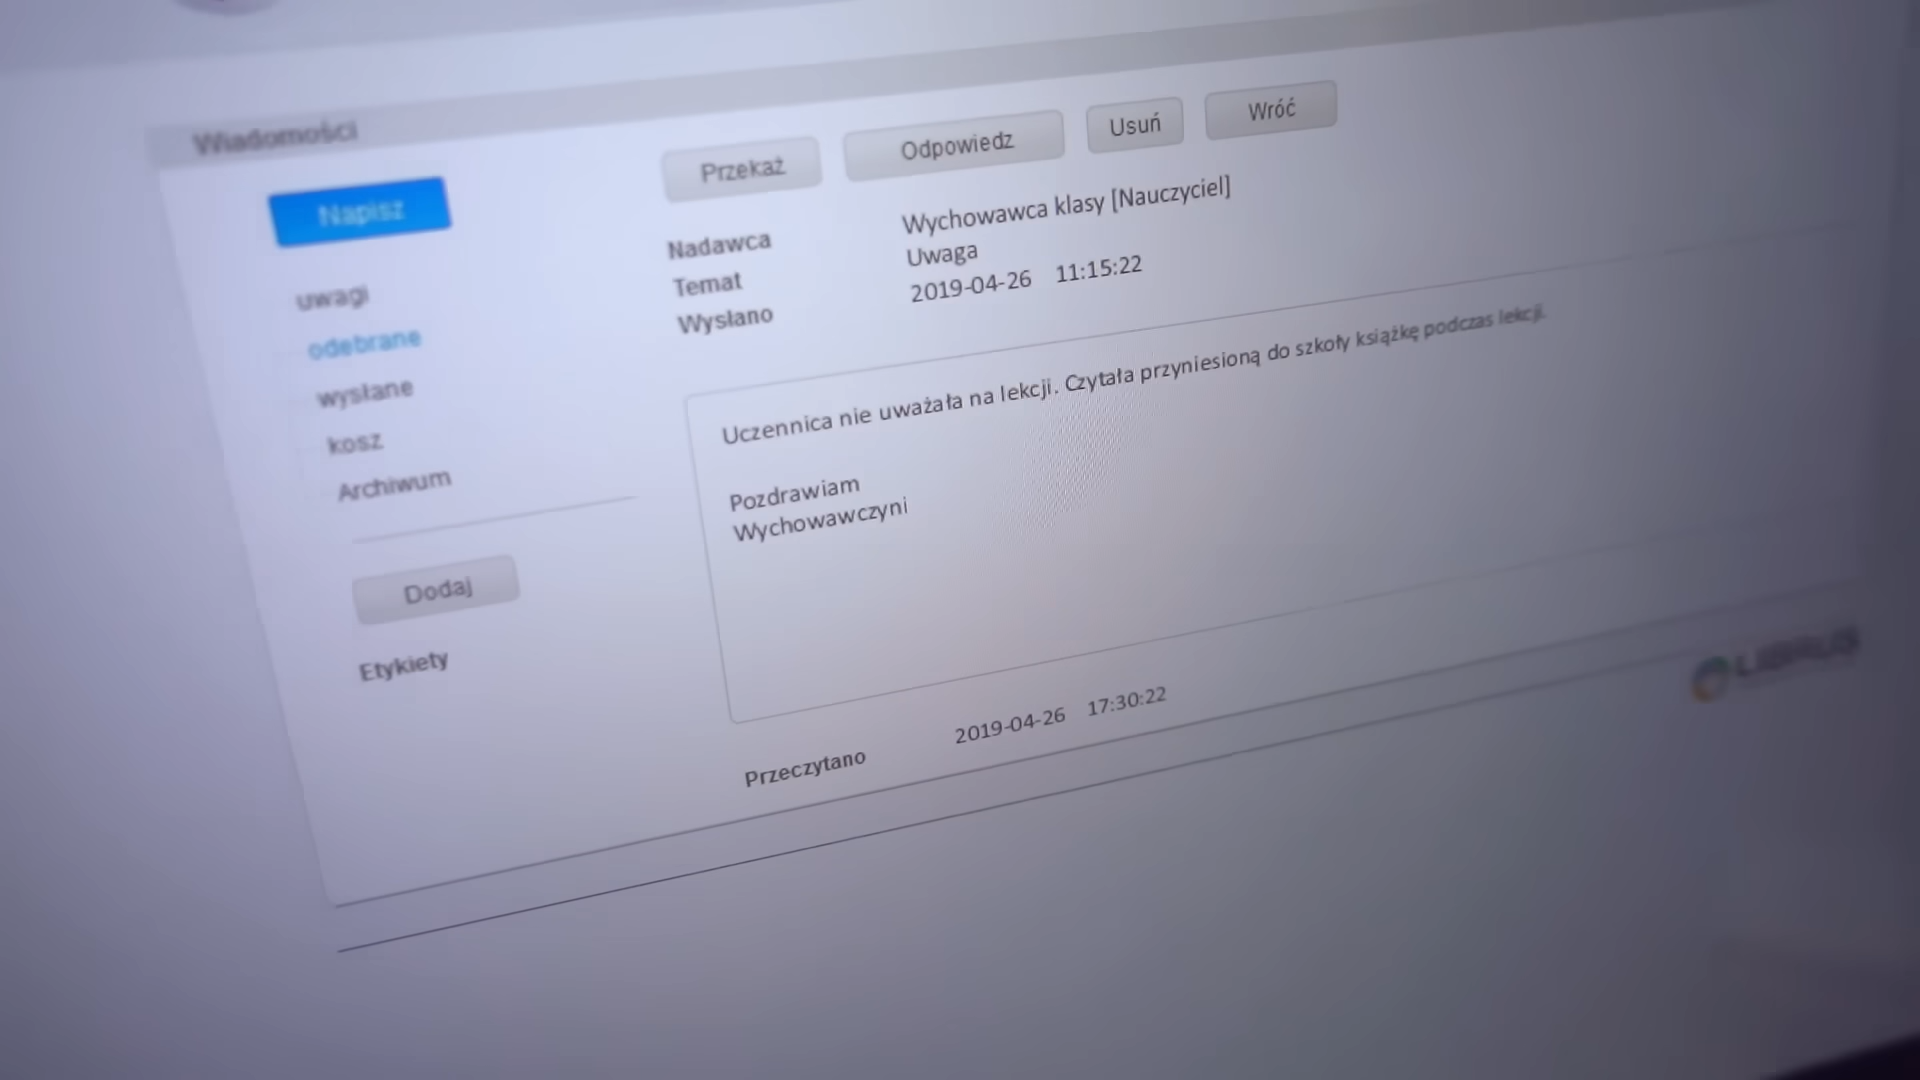 Wiadomości
Napisz
uwagi
odebrane
wysłane
kosz
Archiwum
Dodaj
Etykiety
Przekaż
Odpowiedz
Usuń
Wróć
Nadawca Wychowawca klasy [Nauczyciel]
Temat Uwaga
Wysłano 2019-04-26 11:15:22
Uczennica nie uważała na lekcji. Czytała przyniesioną do szkoły książkę podczas lekcji.
Pozdrawiam
Wychowawczyni
Przeczytano 2019-04-26 17:30:22
LIBRUS